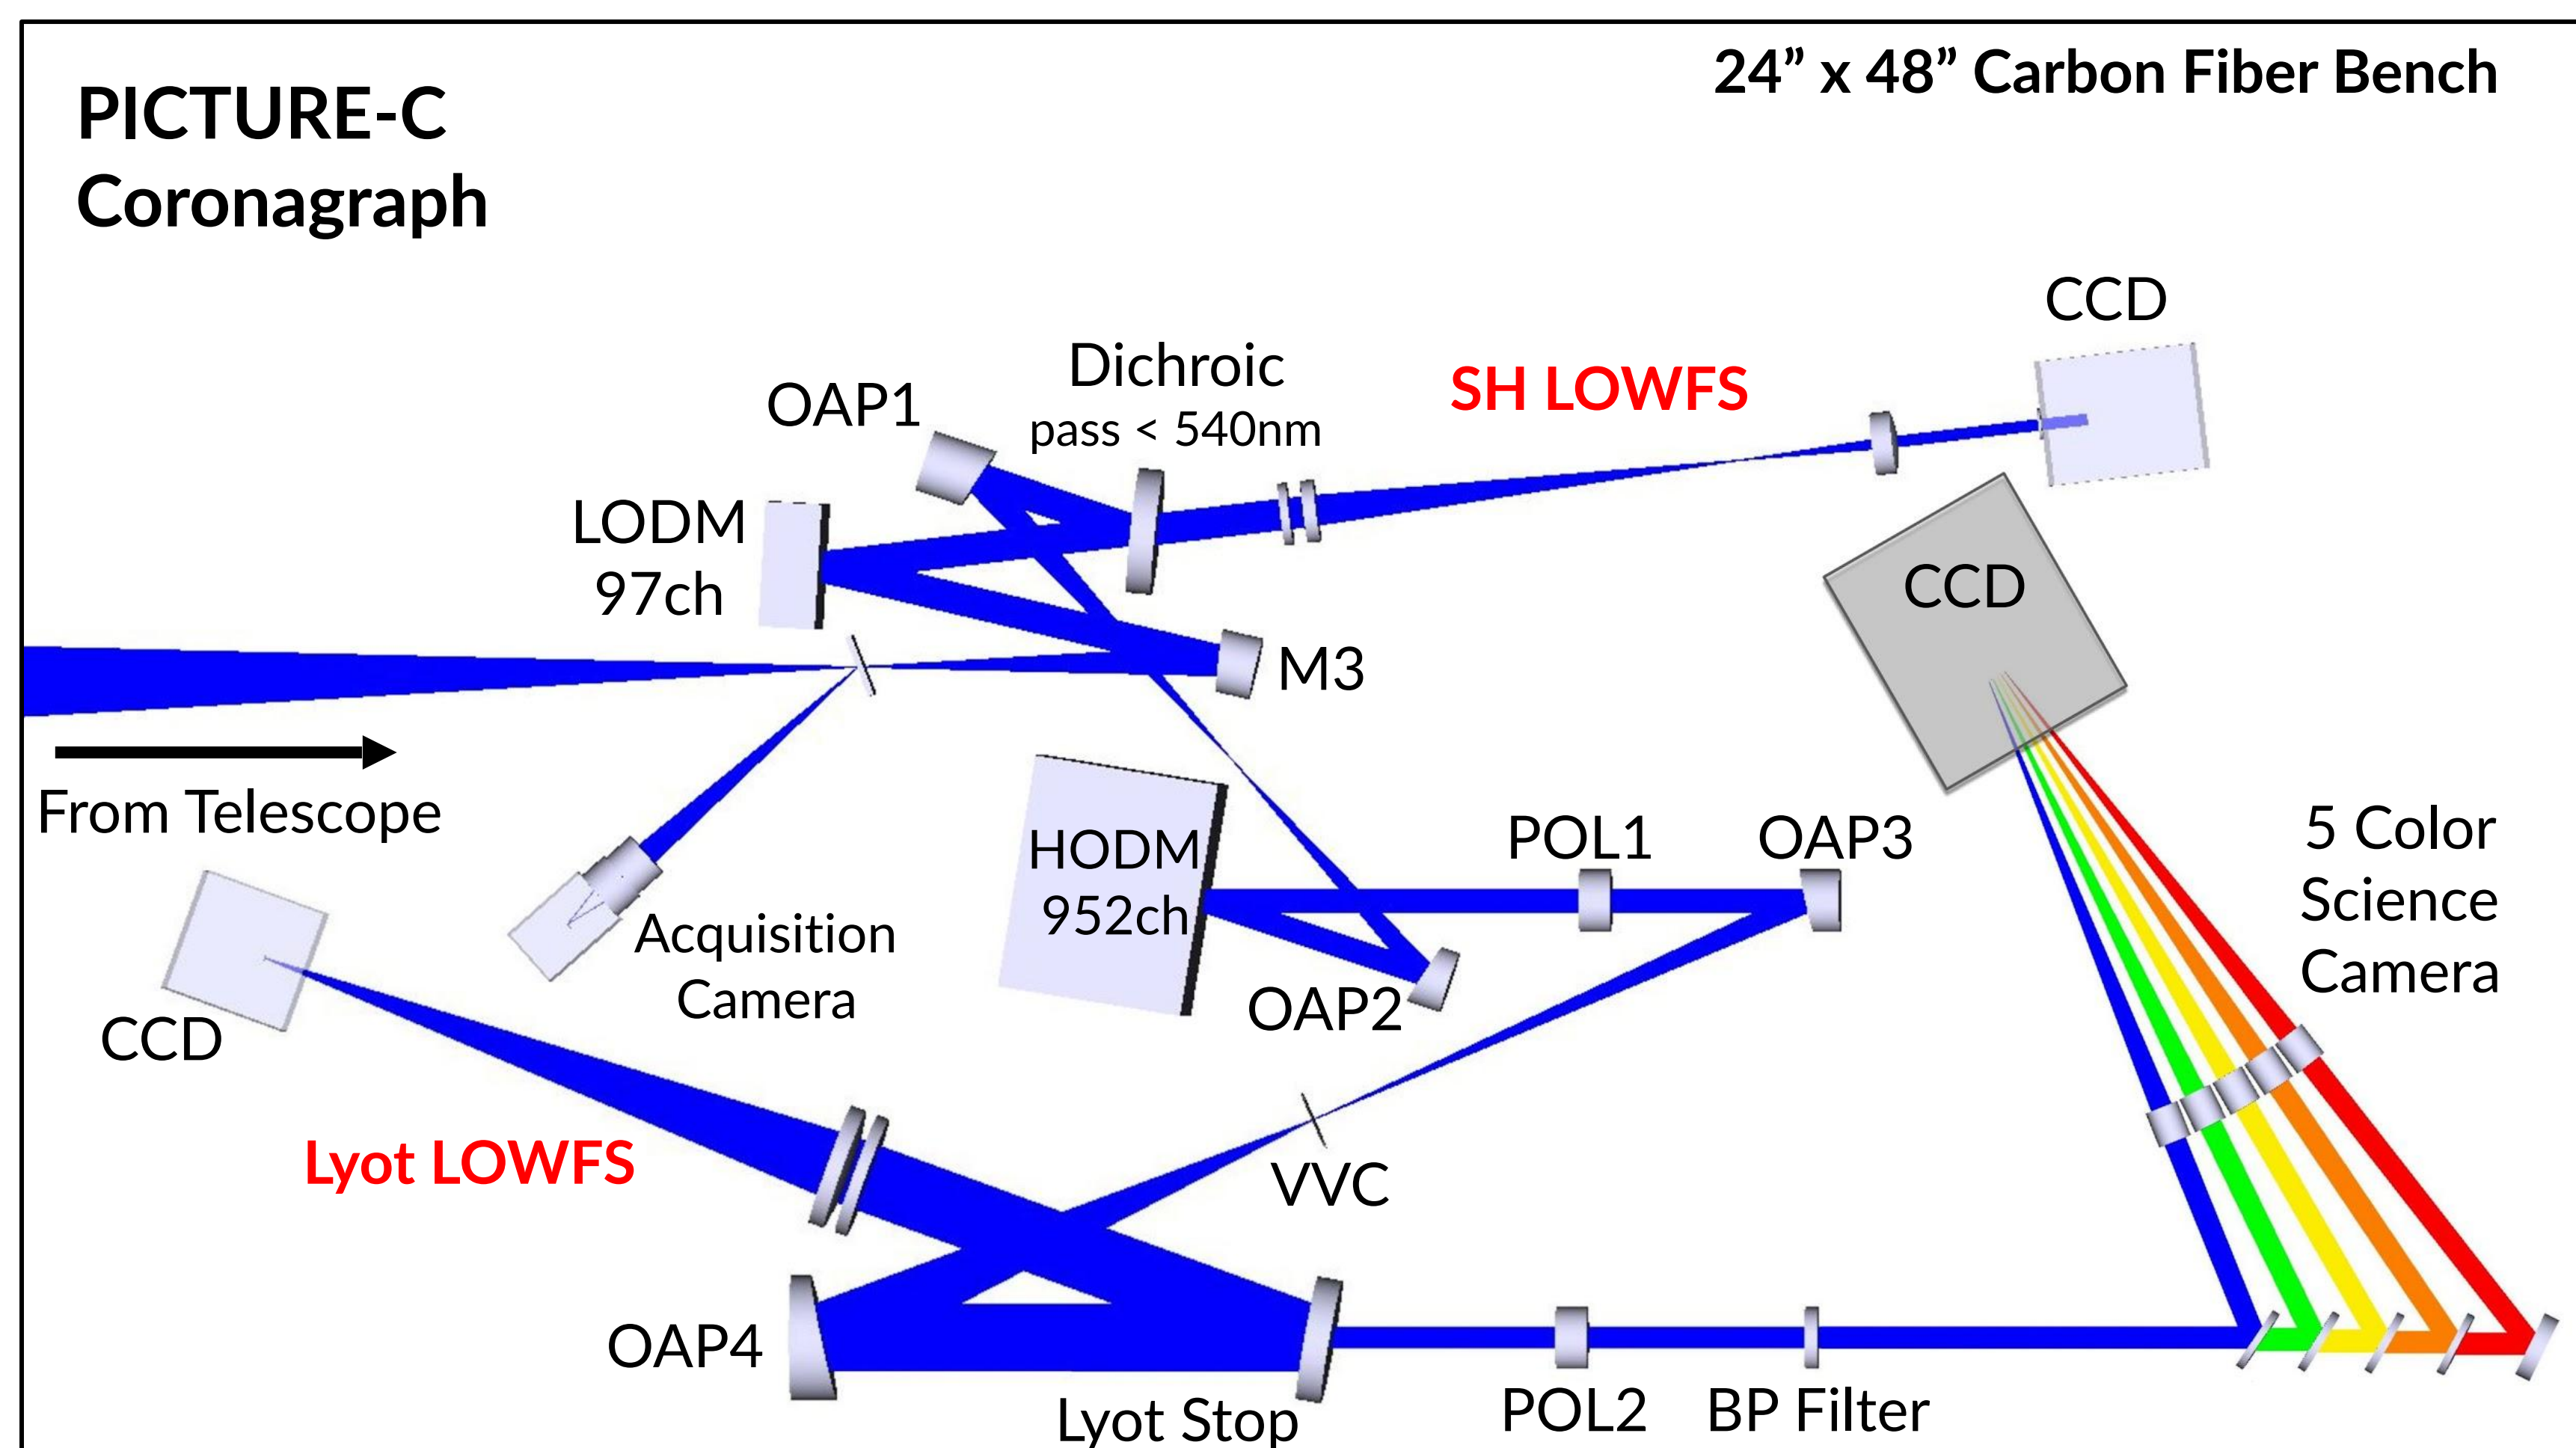 24” x 48” Carbon Fiber Bench
PICTURE-C
Coronagraph
CCD
Dichroic
pass < 540nm
SH LOWFS
OAP1
LODM
97ch
CCD
M3
From Telescope
HODM
952ch
POL1
OAP3
5 Color
Science
Camera
Acquisition
Camera
OAP2
CCD
Lyot LOWFS
VVC
OAP4
Lyot Stop
POL2
BP Filter